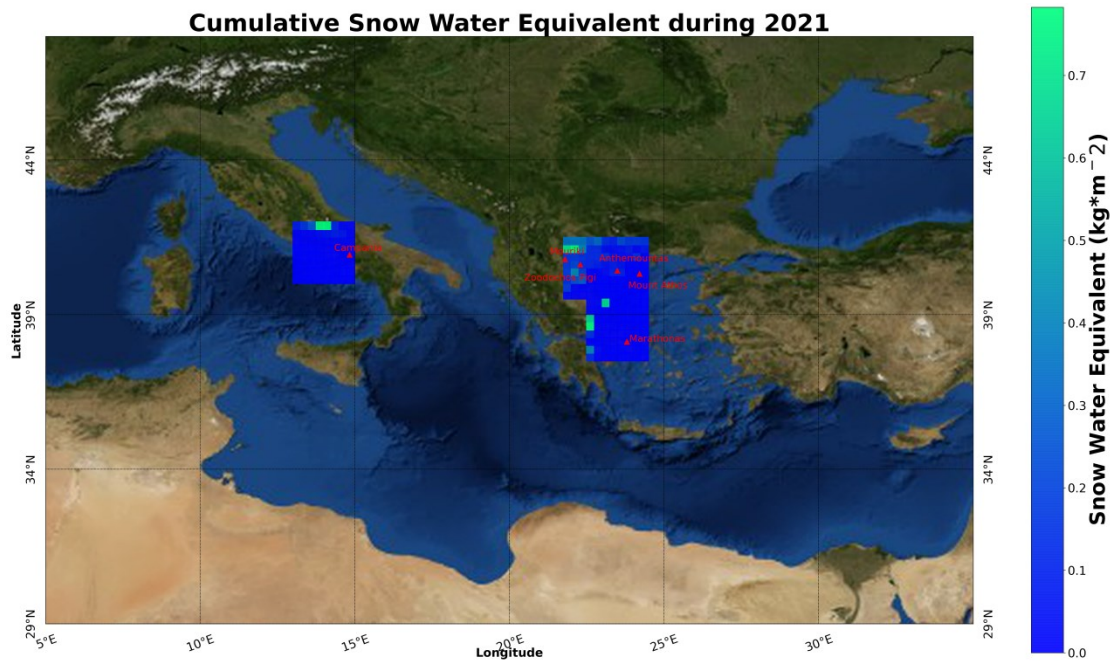 Cumulative Snow Water Equivalent during 2021
0.7
0.6
0.5
0.4
0.3
0.2
0.1
0.0
Snow Water Equivalent (kg*m⁻2)
44°N
39°N
34°N
29°N
44°N
39°N
34°N
29°N
Latitude
Anthemountas
Mount Athos
Marathonas
5°E
10°E
15°E
20°E
25°E
30°E
Longitude